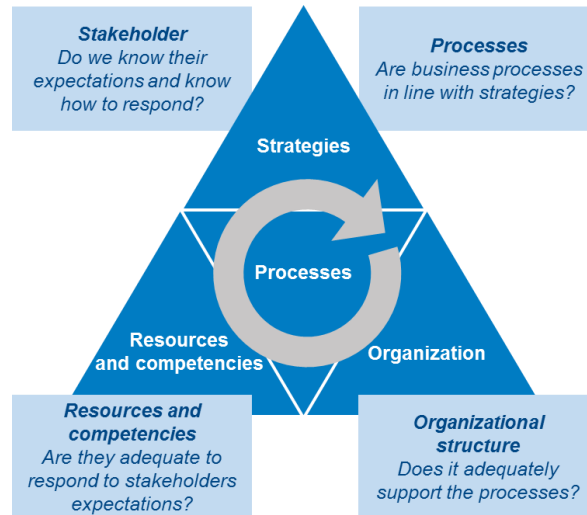 Stakeholder
Do we know their
expectations and know
how to respond?
Processes
Are business processes
in line with strategies?
Strategies
Processes
Resources
and competencies
Organization
Resources and
competencies
Are they adequate to
respond to stakeholders
expectations?
Organizational
structure
Does it adequately
support the processes?